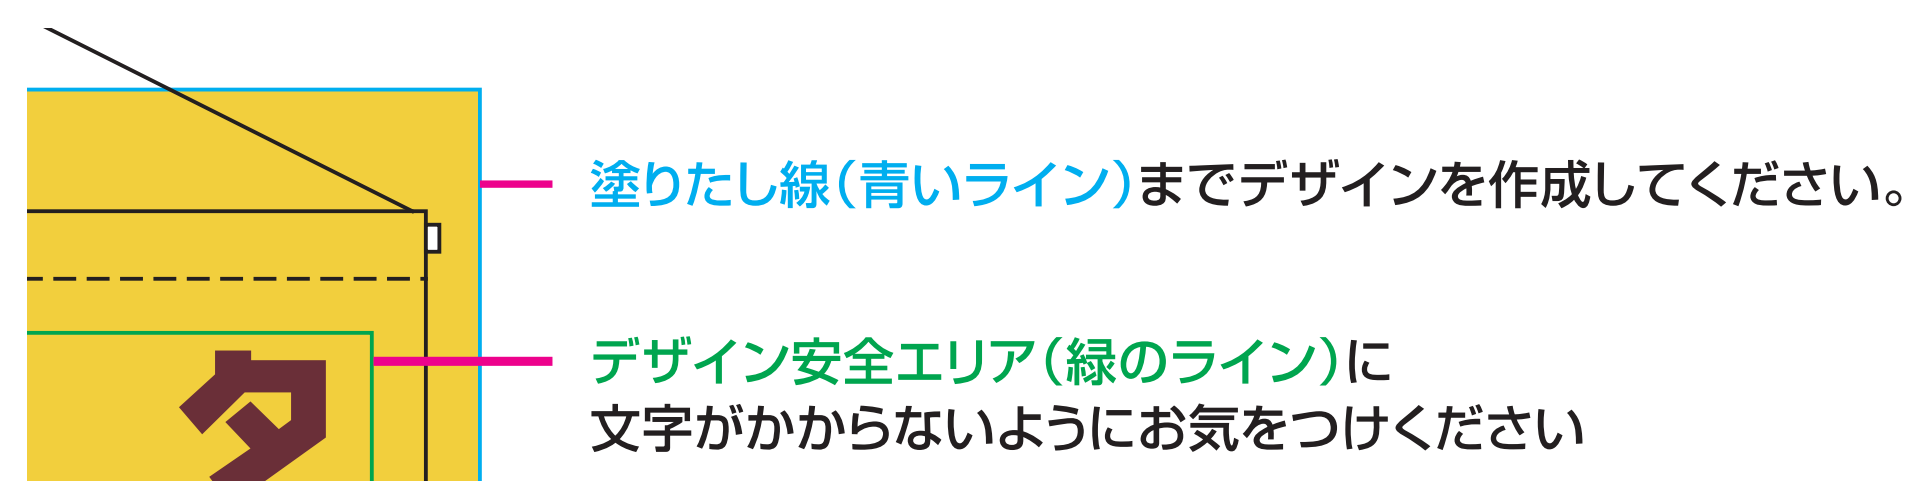 塗りたし線（青いライン）までデザインを作成してください。
デザイン安全エリア（緑のライン）に
文字ががからないようにお気をつけください
タ